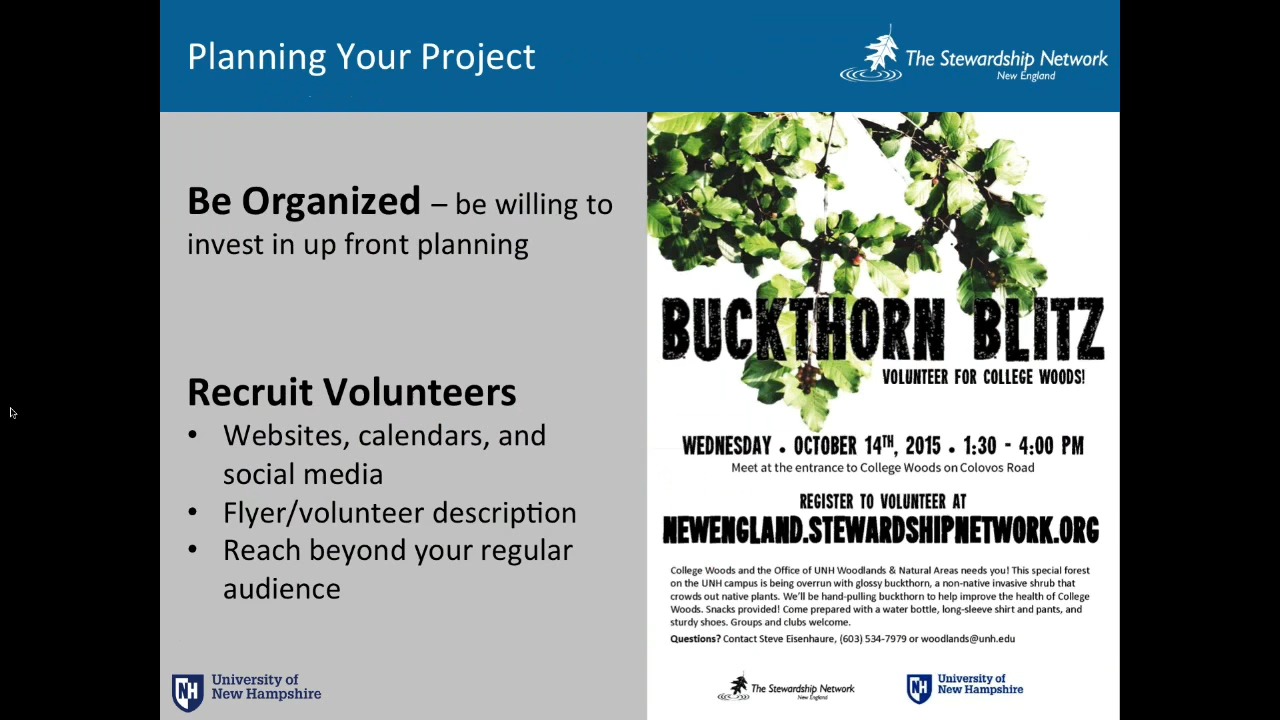 Planning Your Project
The Stewardship Network
New England
Be Organized – be willing to
invest in up front planning
Recruit Volunteers
• Websites, calendars, and
social media
• Flyer/volunteer description
• Reach beyond your regular
audience
NH
University of
New Hampshire
BUCKTHORN BLITZ
VOLUNTEER FOR COLLEGE WOODS!
WEDNESDAY • OCTOBER 14TH, 2015 • 1:30 - 4:00 PM
Meet at the entrance to College Woods on Colovos Road
REGISTER TO VOLUNTEER AT
NEWENGLAND.STEWARDSHIPNETWORK.ORG
College Woods and the Office of UNH Woodlands & Natural Areas needs you! This special forest
on the UNH campus is being overrun with glossy buckthorn, a non-native invasive shrub that
crowds out native plants. We'll be hand-pulling buckthorn to help improve the health of College
Woods. Snacks provided! Come prepared with a water bottle, long-sleeve shirt and pants, and
sturdy shoes. Groups and clubs welcome.
Questions? Contact Steve Eisenhaure, (603) 534-7979 or woodlands@unh.edu
The Stewardship Network
New England
NH
University of
New Hampshire